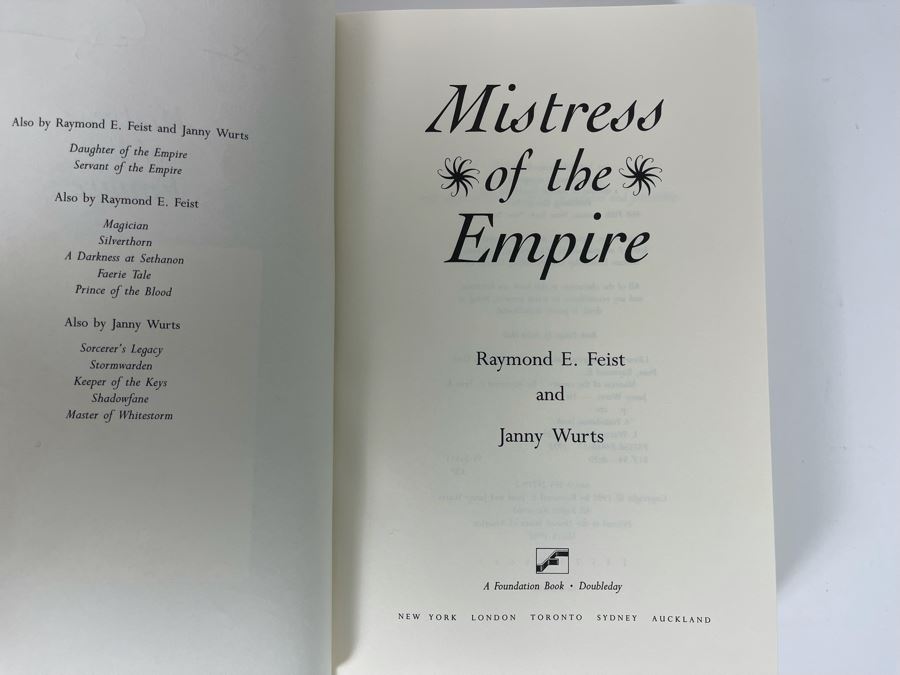 Also by Raymond E. Feist and Janny Wurts
Daughter of the Empire
Servant of the Empire
Also by Raymond E. Feist
Magician
Silverthorn
A Darkness at Sethanon
Faerie Tale
Prince of the Blood
Also by Janny Wurts
Sorcerer's Legacy
Stormwarden
Keeper of the Keys
Shadowfane
Master of Whitestorm
Mistress
of the
Empire
Raymond E. Feist
and
Janny Wurts
F
A Foundation Book • Doubleday
NEW YORK LONDON TORONTO SYDNEY AUCKLAND